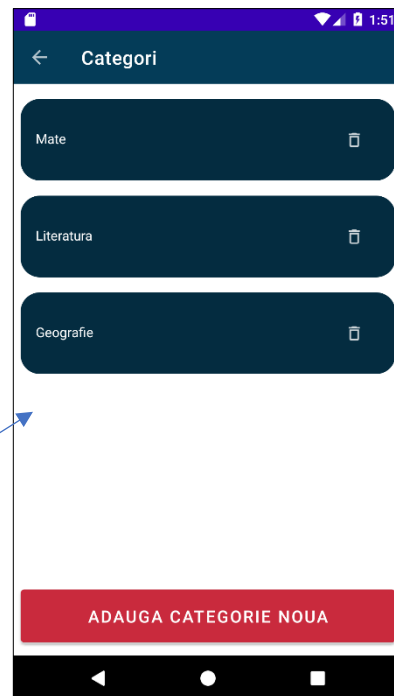 1:51
Categori
Mate
Literatura
Geografie
ADAUGA CATEGORIE NOUA